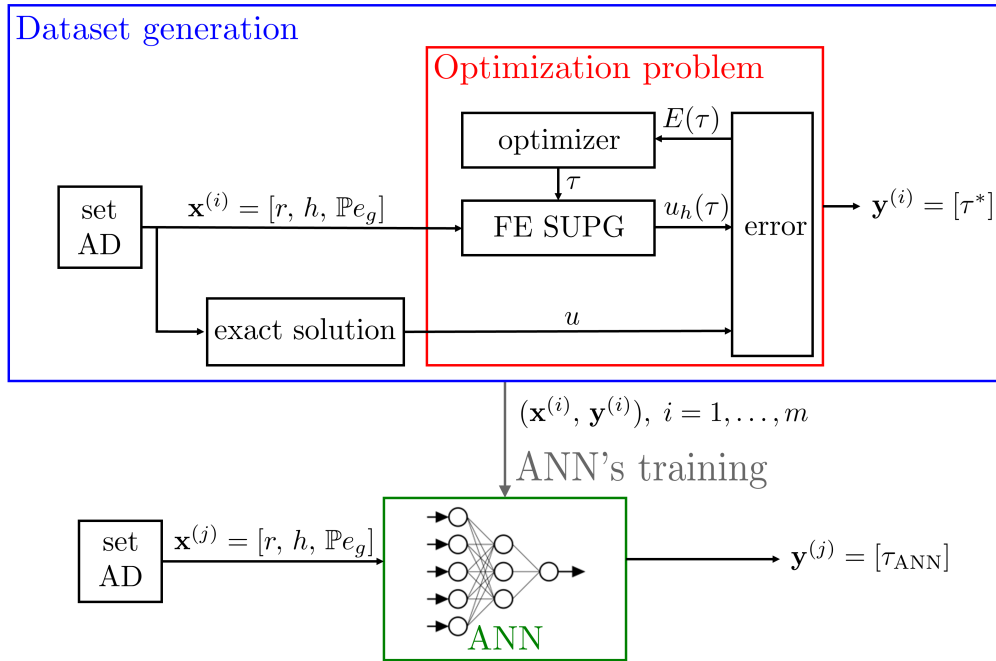 Dataset generation
Optimization problem
E(τ)
optimizer
τ
set
AD
𝐱⁽ⁱ⁾ = [r, h, ℙe_g]
FE SUPG
u_h(τ)
error
𝐲⁽ⁱ⁾ = [τ*]
exact solution
u
(𝐱⁽ⁱ⁾, 𝐲⁽ⁱ⁾), i = 1, . . . , m
ANN's training
set
AD
𝐱⁽ʲ⁾ = [r, h, ℙe_g]
ANN
𝐲⁽ʲ⁾ = [τ_ANN]